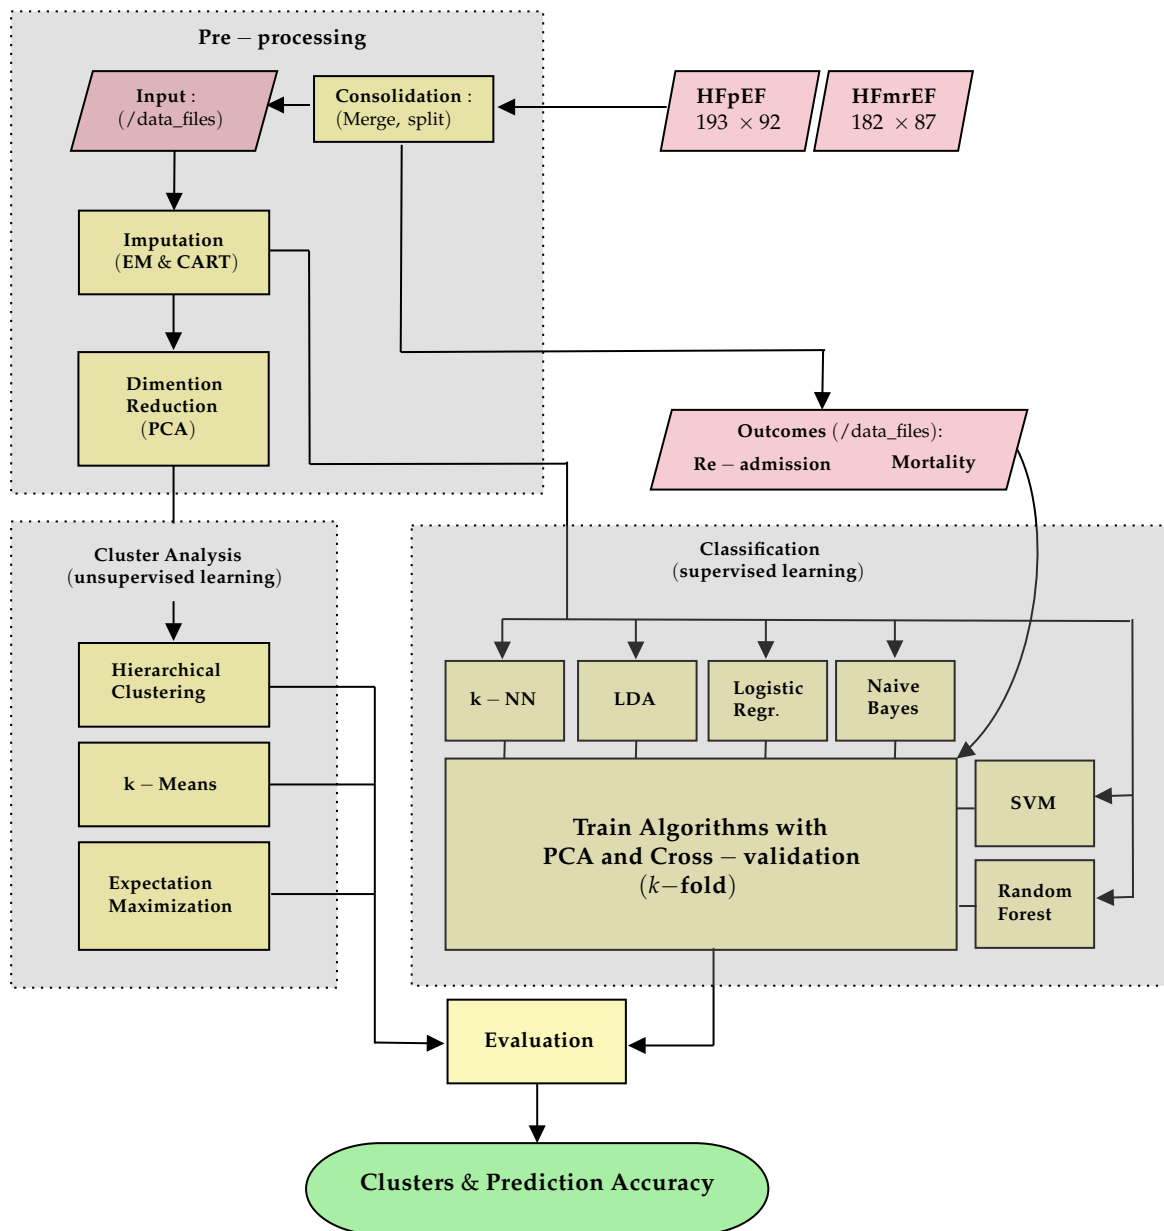 Pre – processing
Input :
(/data_files)
Consolidation :
(Merge, split)
HFpEF
193 × 92
HFmrEF
182 × 87
Imputation
(EM & CART)
Dimention
Reduction
(PCA)
Outcomes (/data_files):
Re – admission Mortality
Cluster Analysis
(unsupervised learning)
Hierarchical
Clustering
k – Means
Expectation
Maximization
Classification
(supervised learning)
k – NN
LDA
Logistic
Regr.
Naive
Bayes
Train Algorithms with
PCA and Cross – validation
(k–fold)
SVM
Random
Forest
Evaluation
Clusters & Prediction Accuracy